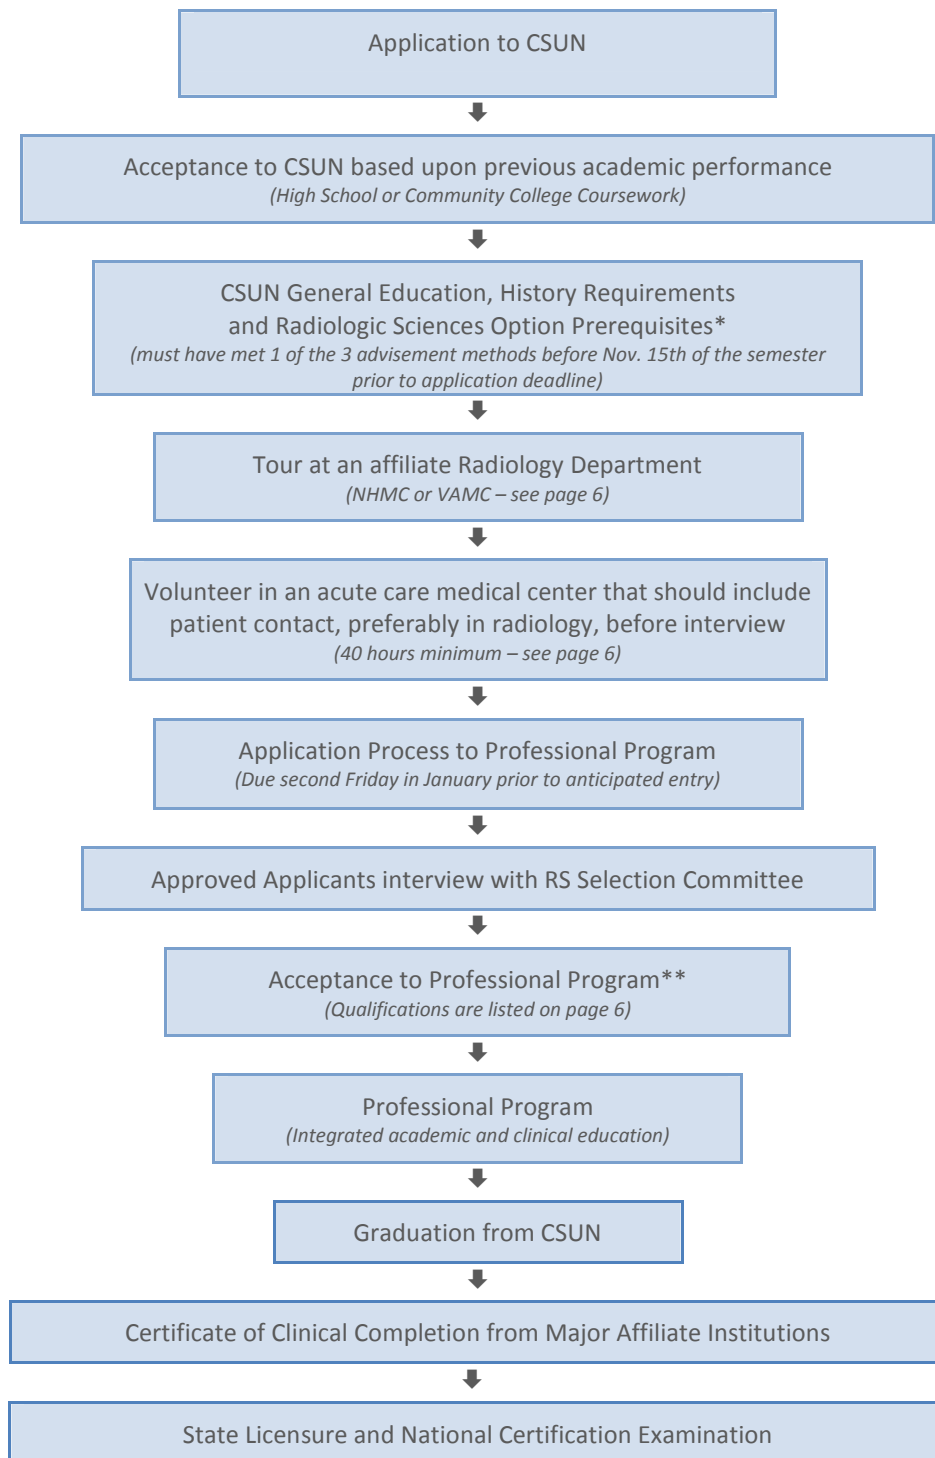 Application to CSUN
Acceptance to CSUN based upon previous academic performance
(High School or Community College Coursework)
CSUN General Education, History Requirements
and Radiologic Sciences Option Prerequisites*
(must have met 1 of the 3 advisement methods before Nov. 15th of the semester
prior to application deadline)
Tour at an affiliate Radiology Department
(NHMC or VAMC – see page 6)
Volunteer in an acute care medical center that should include
patient contact, preferably in radiology, before interview
(40 hours minimum – see page 6)
Application Process to Professional Program
(Due second Friday in January prior to anticipated entry)
Approved Applicants interview with RS Selection Committee
Acceptance to Professional Program**
(Qualifications are listed on page 6)
Professional Program
(Integrated academic and clinical education)
Graduation from CSUN
Certificate of Clinical Completion from Major Affiliate Institutions
State Licensure and National Certification Examination